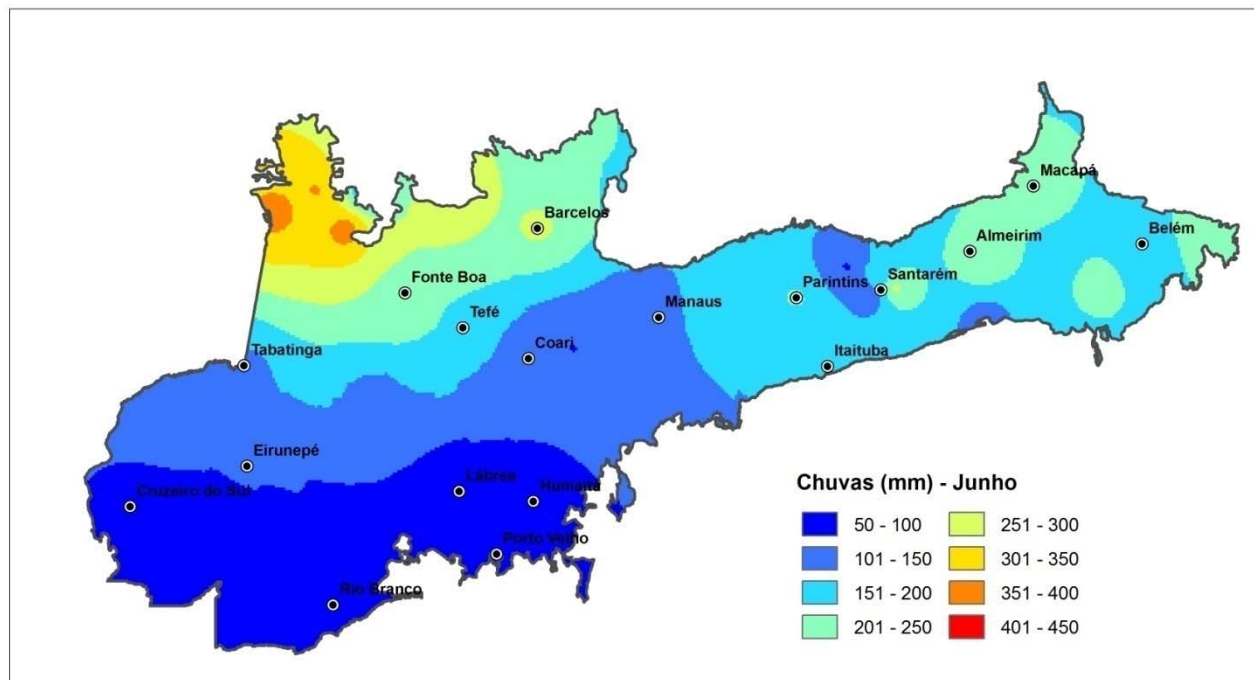 Macapá
Barcelos
Belém
Almeirim
Fonte Boa
Santarém
Parintins
Tefé
Manaus
Coari
Tabatinga
Itaituba
Eirunepé
Lábrea
Cruzeiro do Sul
Humaitá
Porto Velho
Rio Branco
Chuvas (mm) - Junho
50 - 100
101 - 150
151 - 200
201 - 250
251 - 300
301 - 350
351 - 400
401 - 450